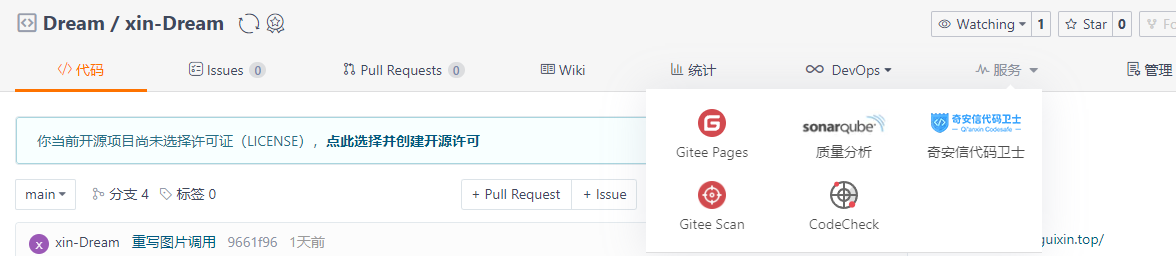 Dream / xin-Dream
Watching 1 Star 0 Fo
代码 Issues 0 Pull Requests 0 Wiki 统计 DevOps 服务 管理
你当前开源项目尚未选择许可证（LICENSE），点此选择并创建开源许可
Gitee Pages
sonarqube
质量分析
奇安信代码卫士
Qi'anxin Codesafe
奇安信代码卫士
main 分支 4 标签 0 + Pull Request + Issue
Gitee Scan
CodeCheck
x xin-Dream 重写图片调用 9661f96 1天前
guixin.top/